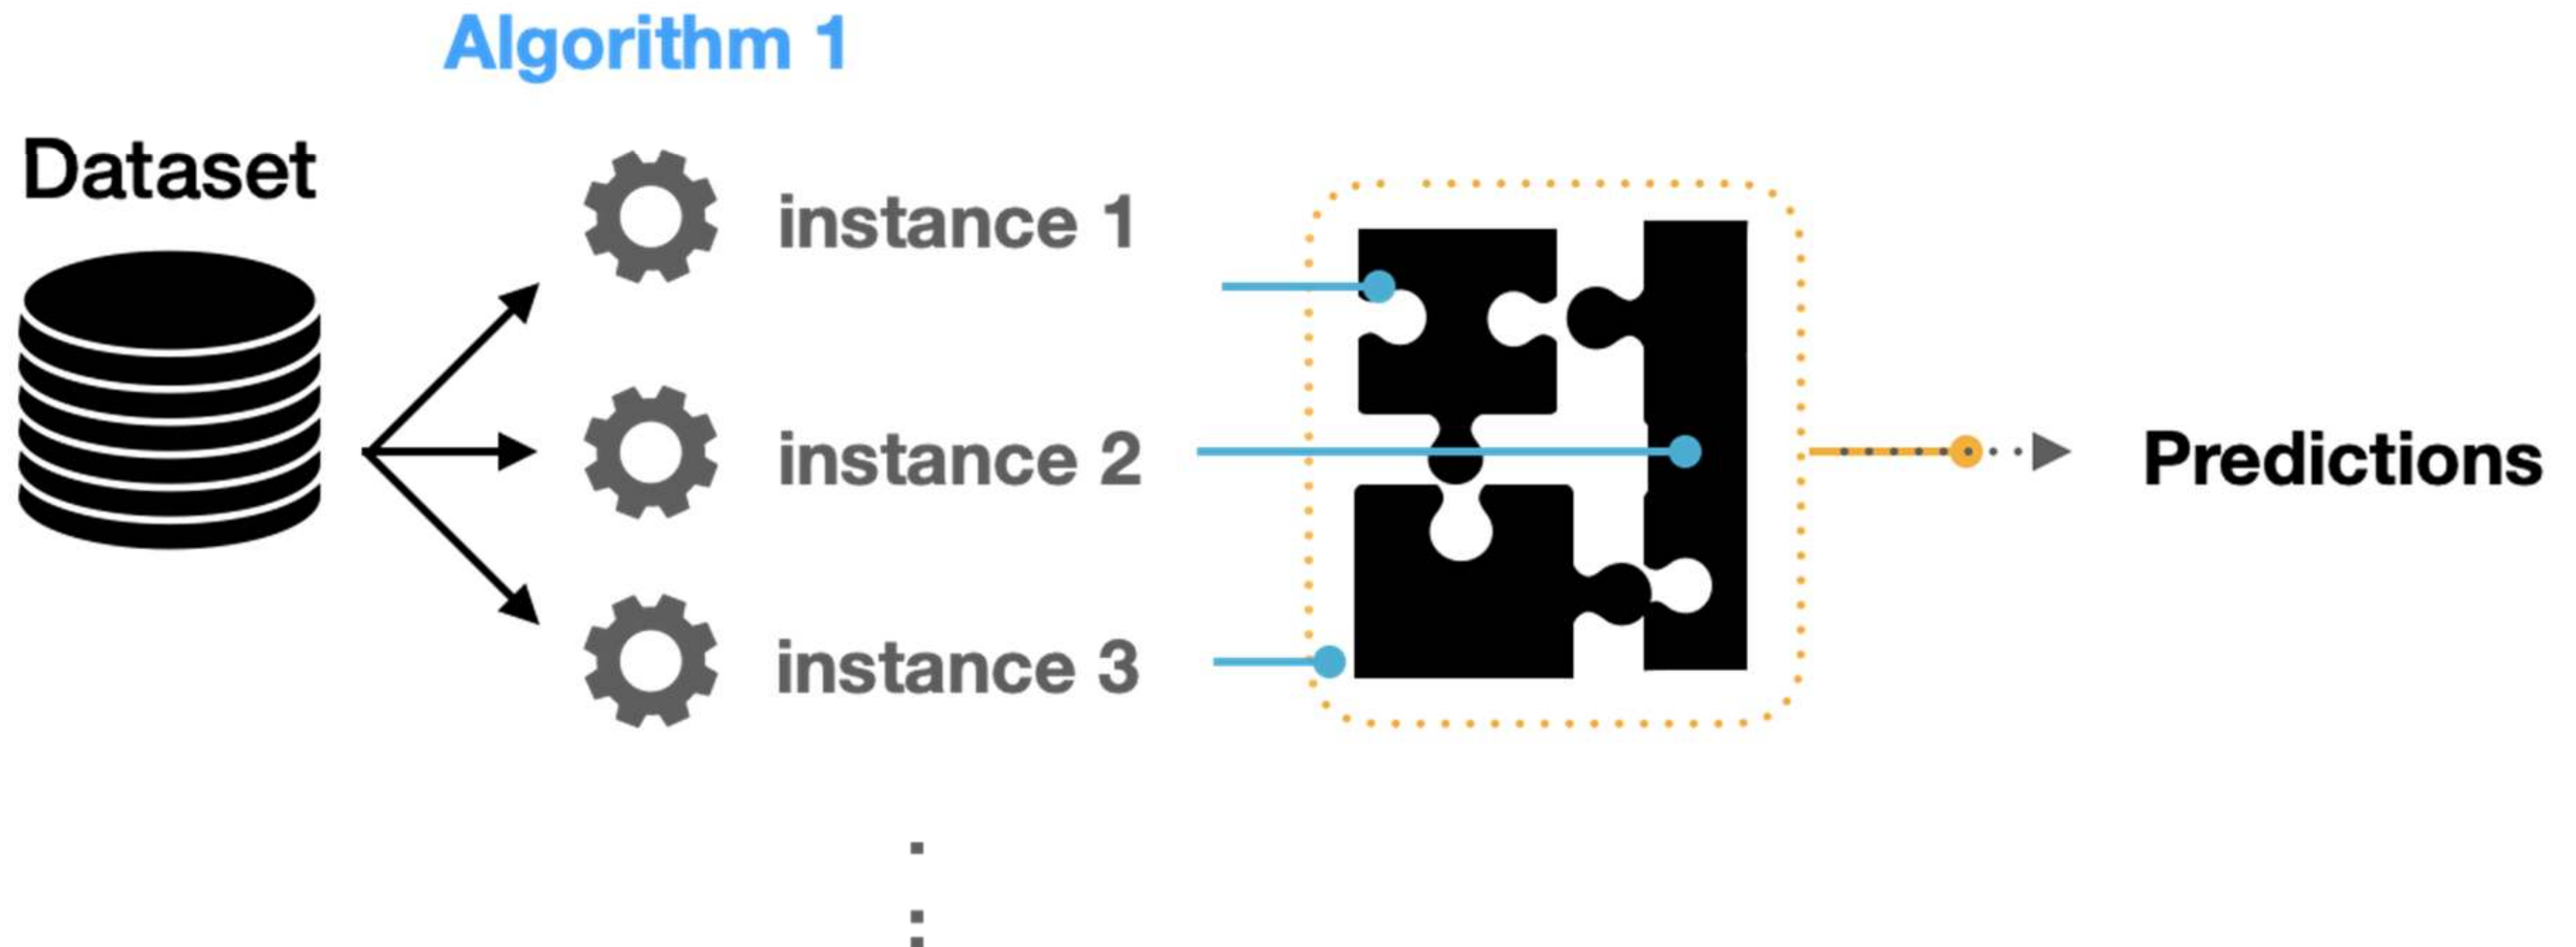 Algorithm 1
Dataset
instance 1
instance 2
instance 3
Predictions